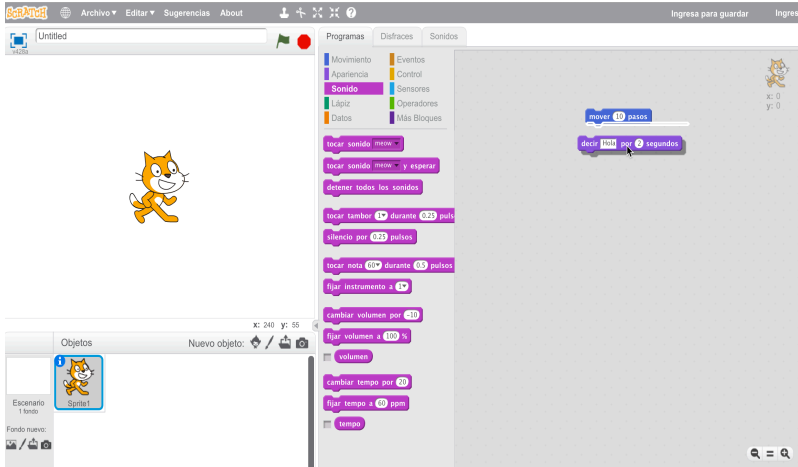 SCRATCH
Archivo▼ Editar▼ Sugerencias About
Ingresa para guardar
Ingres
Untitled
v428a
Programas Disfraces Sonidos
Movimiento Eventos
Apariencia Control
Sonido Sensores
Lápiz Operadores
Datos Más Bloques
tocar sonido meow
tocar sonido meow y esperar
detener todos los sonidos
tocar tambor 1 durante 0.25 puls
silencio por 0.25 pulsos
tocar nota 60 durante 0.5 pulsos
fijar instrumento a 1
cambiar volumen por -10
fijar volumen a 100 %
volumen
cambiar tempo por 20
fijar tempo a 60 ppm
tempo
mover 10 pasos
decir Hola por 2 segundos
x: 0
y: 0
x: 240 y: 55
Objetos Nuevo objeto:
Escenario
1 fondo
Fondo nuevo:
Sprite1